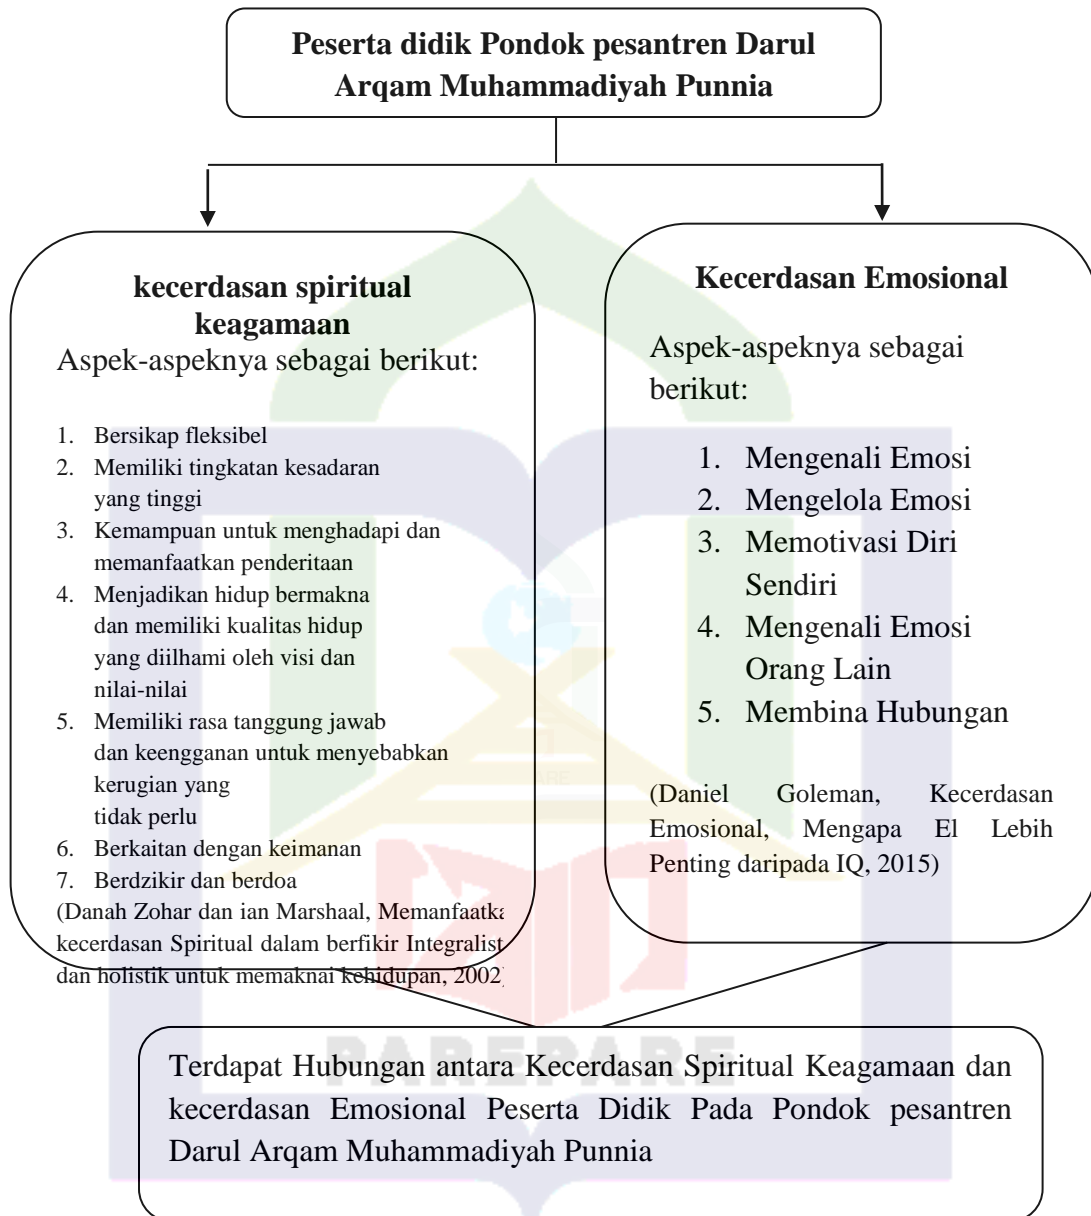 Peserta didik Pondok pesantren Darul
Arqam Muhammadiyah Punnia
kecerdasan spiritual
keagamaan
Aspek-aspeknya sebagai berikut:
1. Bersikap fleksibel
2. Memiliki tingkatan kesadaran
yang tinggi
3. Kemampuan untuk menghadapi dan
memanfaatkan penderitaan
4. Menjadikan hidup bermakna
dan memiliki kualitas hidup
yang diilhami oleh visi dan
nilai-nilai
5. Memiliki rasa tanggung jawab
dan keengganan untuk menyebabkan
kerugian yang
tidak perlu
6. Berkaitan dengan keimanan
7. Berdzikir dan berdoa
(Danah Zohar dan ian Marshaal, Memanfaatka
kecerdasan Spiritual dalam berfikir Integralist
dan holistik untuk memaknai kehidupan, 2002
Kecerdasan Emosional
Aspek-aspeknya sebagai
berikut:
1. Mengenali Emosi
2. Mengelola Emosi
3. Memotivasi Diri
Sendiri
4. Mengenali Emosi
Orang Lain
5. Membina Hubungan
(Daniel Goleman, Kecerdasan
Emosional, Mengapa El Lebih
Penting daripada IQ, 2015)
PAREPARE
Terdapat Hubungan antara Kecerdasan Spiritual Keagamaan dan
kecerdasan Emosional Peserta Didik Pada Pondok pesantren
Darul Arqam Muhammadiyah Punnia